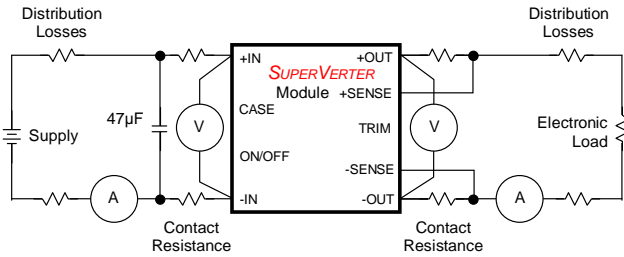 Distribution
Losses
Distribution
Losses
+IN
+OUT
SUPERVERTER
Module
+SENSE
47µF
CASE
V
TRIM
V
Supply
Electronic
Load
ON/OFF
-SENSE
A
-IN
-OUT
A
Contact
Resistance
Contact
Resistance